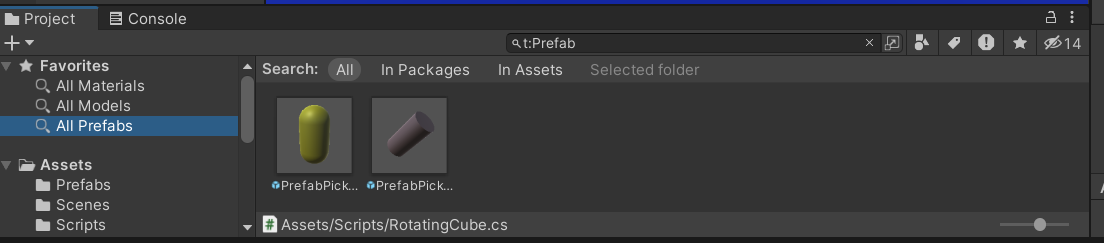 Project Console
t:Prefab 14
Favorites
All Materials
All Models
All Prefabs
Assets
Prefabs
Scenes
Scripts
Search: All In Packages In Assets Selected folder
PrefabPick... PrefabPick...
Assets/Scripts/RotatingCube.cs